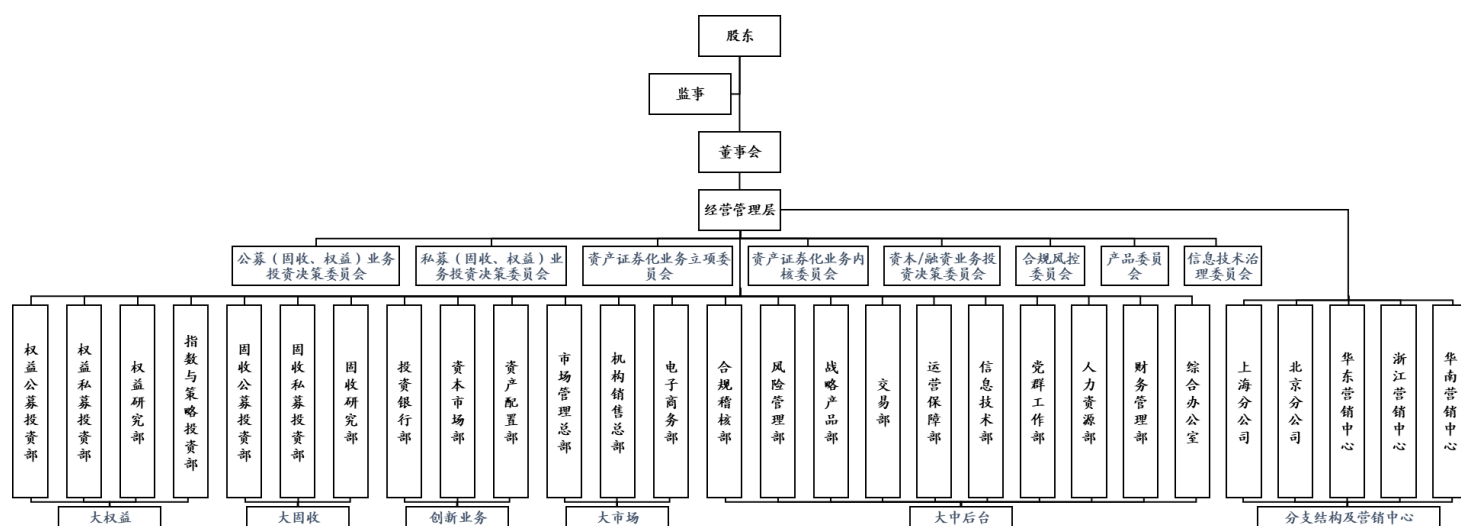 股东
监事
董事会
经营管理层
公募（固收、权益）业务
投资决策委员会
私募（固收、权益）业
务投资决策委员会
资产证券化业务立项委
员会
资产证券化业务内
核委员会
资本/融资业务投
资决策委员会
合规风控
委员会
产品委员
会
信息技术治
理委员会
权益公募投资部
权益私募投资部
权益研究部
指数与策略投资部
固收公募投资部
固收私募投资部
固收研究部
投资银行部
资本市场部
资产配置部
市场管理总部
机构销售总部
电子商务部
合规稽核部
风险管理部
战略产品部
交易部
运营保障部
信息技术部
党群工作部
人力资源部
财务管理部
综合办公室
上海分公司
北京分公司
华东营销中心
浙江营销中心
华南营销中心
大权益
大固收
创新业务
大市场
大中后台
分支结构及营销中心